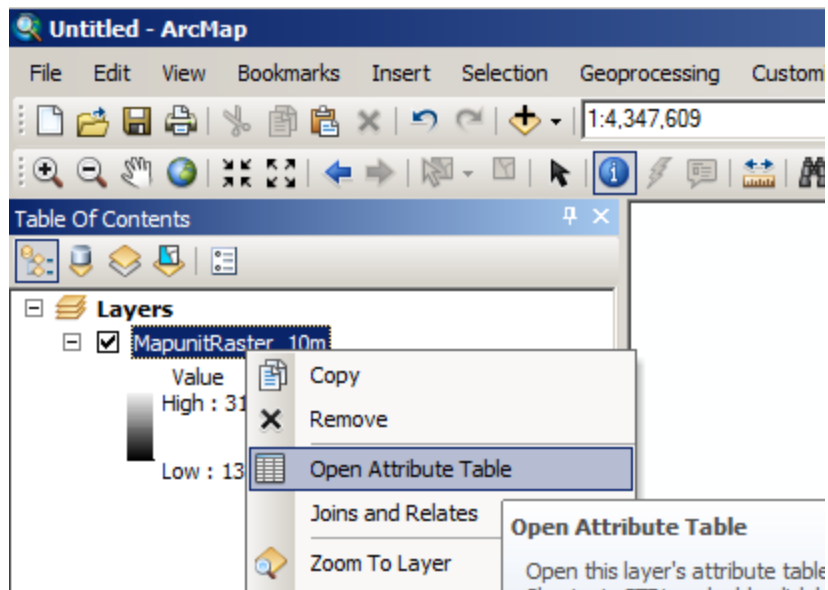 Untitled - ArcMap
File Edit View Bookmarks Insert Selection Geoprocessing
1:4,347,609
Table Of Contents
Layers
MapunitRaster_10m
Value
High : 31
Low : 13
Copy
Remove
Open Attribute Table
Joins and Relates
Zoom To Layer
Open Attribute Table
Open this layer's attribute table